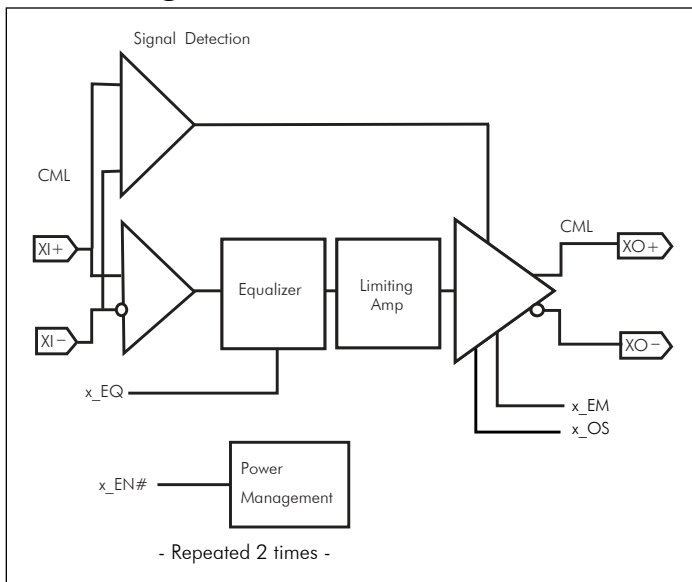 Signal Detection
CML
XI+
XI-
Equalizer
Limiting
Amp
CML
XO+
XO-
x_EQ
x_EM
x_OS
x_EN#
Power
Management
- Repeated 2 times -